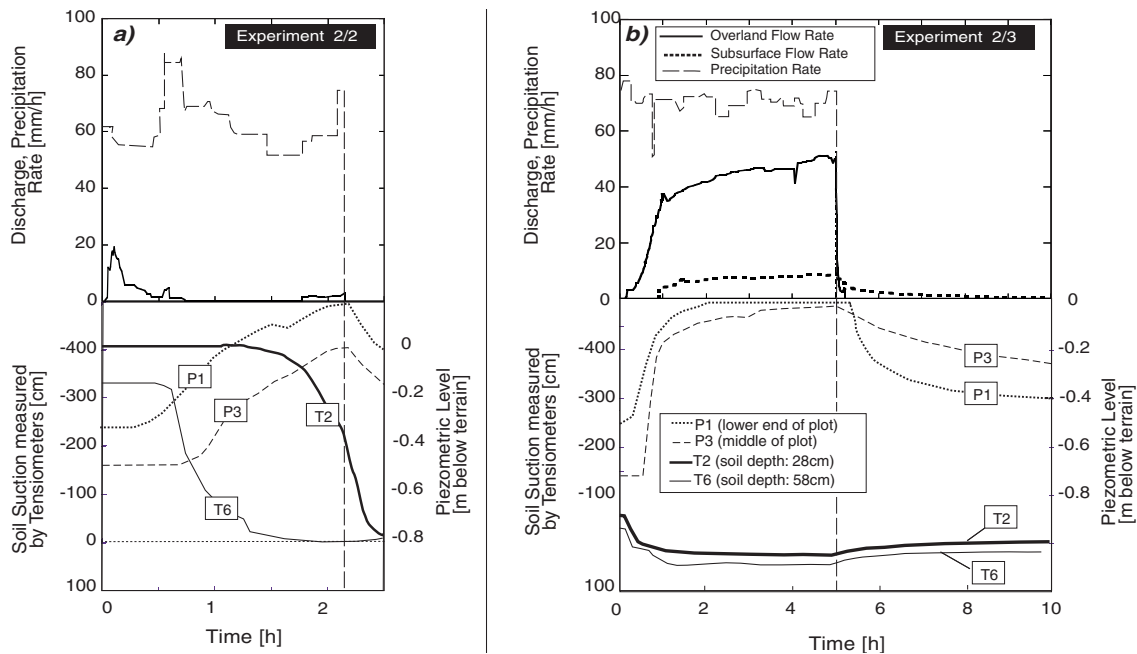 a)
Experiment 2/2
Discharge, Precipitation
Rate [mm/h]
100
80
60
40
20
0
Soil Suction measured
by Tensiometers [cm]
-400
-300
-200
-100
0
100
P1
P3
T2
T6
0
-0.2
-0.4
-0.6
-0.8
Piezometric Level
[m below terrain]
0
1
2
Time [h]
b)
Experiment 2/3
Overland Flow Rate
Subsurface Flow Rate
Precipitation Rate
Discharge, Precipitation
Rate [mm/h]
100
80
60
40
20
0
Soil Suction measured
by Tensiometers [cm]
-400
-300
-200
-100
0
100
P3
P1
P1 (lower end of plot)
P3 (middle of plot)
T2 (soil depth: 28cm)
T6 (soil depth: 58cm)
T2
T6
0
-0.2
-0.4
-0.6
-0.8
Piezometric Level
[m below terrain]
0
2
4
6
8
10
Time [h]